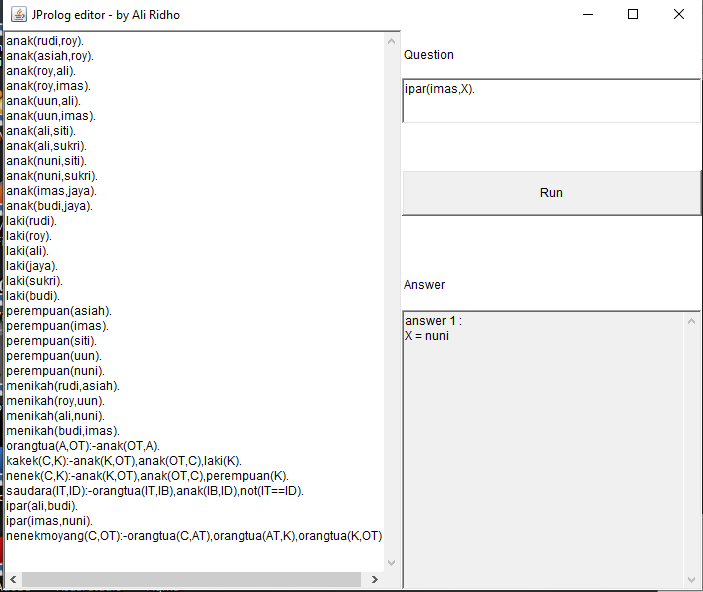 JProlog editor - by Ali Ridho
anak(rudi,roy).
anak(asiah,roy).
anak(roy,ali).
anak(roy,imas).
anak(uun,ali).
anak(uun,imas).
anak(ali,siti).
anak(ali,sukri).
anak(nuni,siti).
anak(nuni,sukri).
anak(imas,jaya).
anak(budi,jaya).
laki(rudi).
laki(roy).
laki(ali).
laki(jaya).
laki(sukri).
laki(budi).
perempuan(asiah).
perempuan(imas).
perempuan(siti).
perempuan(uun).
perempuan(nuni).
menikah(rudi,asiah).
menikah(roy,uun).
menikah(ali,nuni).
menikah(budi,imas).
orangtua(A,OT):-anak(OT,A).
kakek(C,K):-anak(K,OT),anak(OT,C),laki(K).
nenek(C,K):-anak(K,OT),anak(OT,C),perempuan(K).
saudara(IT,ID):-orangtua(IT,IB),anak(IB,ID),not(IT==ID).
ipar(ali,budi).
ipar(imas,nuni).
nenekmoyang(C,OT):-orangtua(C,AT),orangtua(AT,K),orangtua(K,OT)
Question
ipar(imas,X).
Run
Answer
answer 1 :
X = nuni